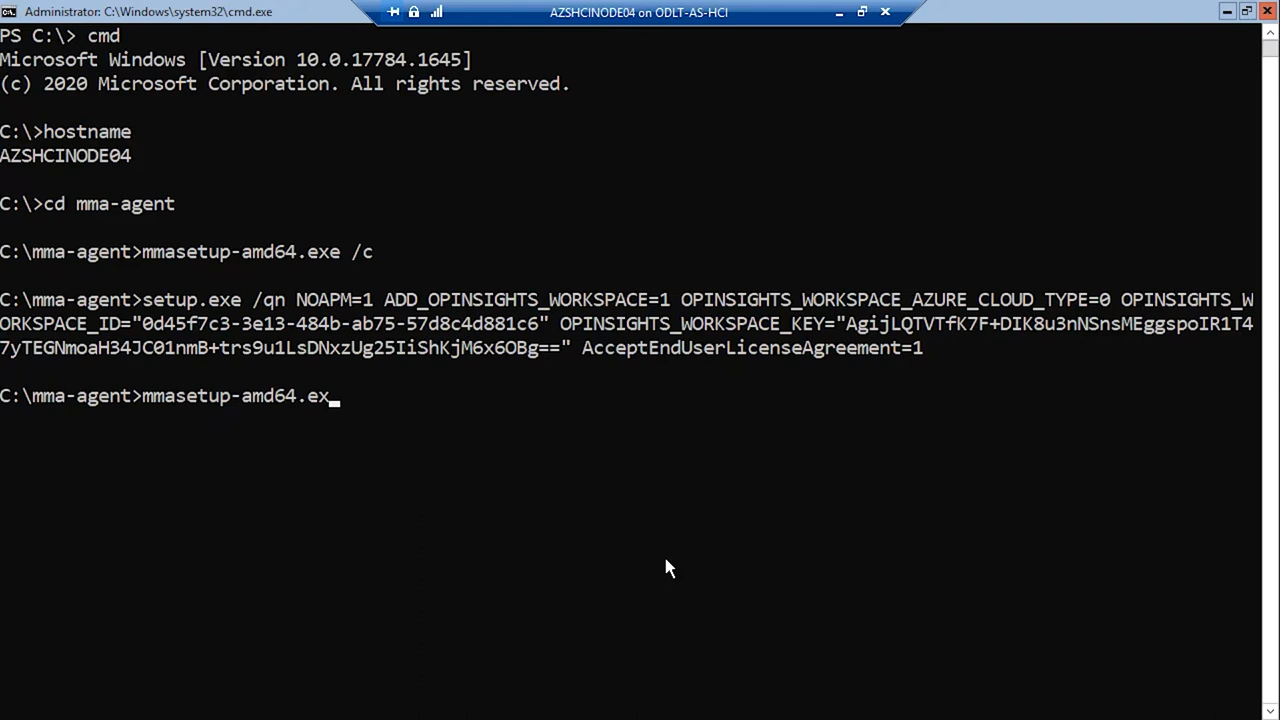 Administrator: C:\Windows\system32\cmd.exe
AZSHCINODE04 on ODLT-AS-HCI
PS C:\> cmd
Microsoft Windows [Version 10.0.17784.1645]
(c) 2020 Microsoft Corporation. All rights reserved.
C:\>hostname
AZSHCINODE04
C:\>cd mma-agent
C:\mma-agent>mmasetup-amd64.exe /c
C:\mma-agent>setup.exe /qn NOAPM=1 ADD_OPINSIGHTS_WORKSPACE=1 OPINSIGHTS_WORKSPACE_AZURE_CLOUD_TYPE=0 OPINSIGHTS_W
ORKSPACE_ID="0d45f7c3-3e13-484b-ab75-57d8c4d881c6" OPINSIGHTS_WORKSPACE_KEY="AgijLQTVTfK7F+DIK8u3nNSnsMEggspoIR1T4
7yTEGNmoaH34JC01nmB+trs9u1LsDNxzUg25IiShKjM6x6OBg==" AcceptEndUserLicenseAgreement=1
C:\mma-agent>mmasetup-amd64.ex_